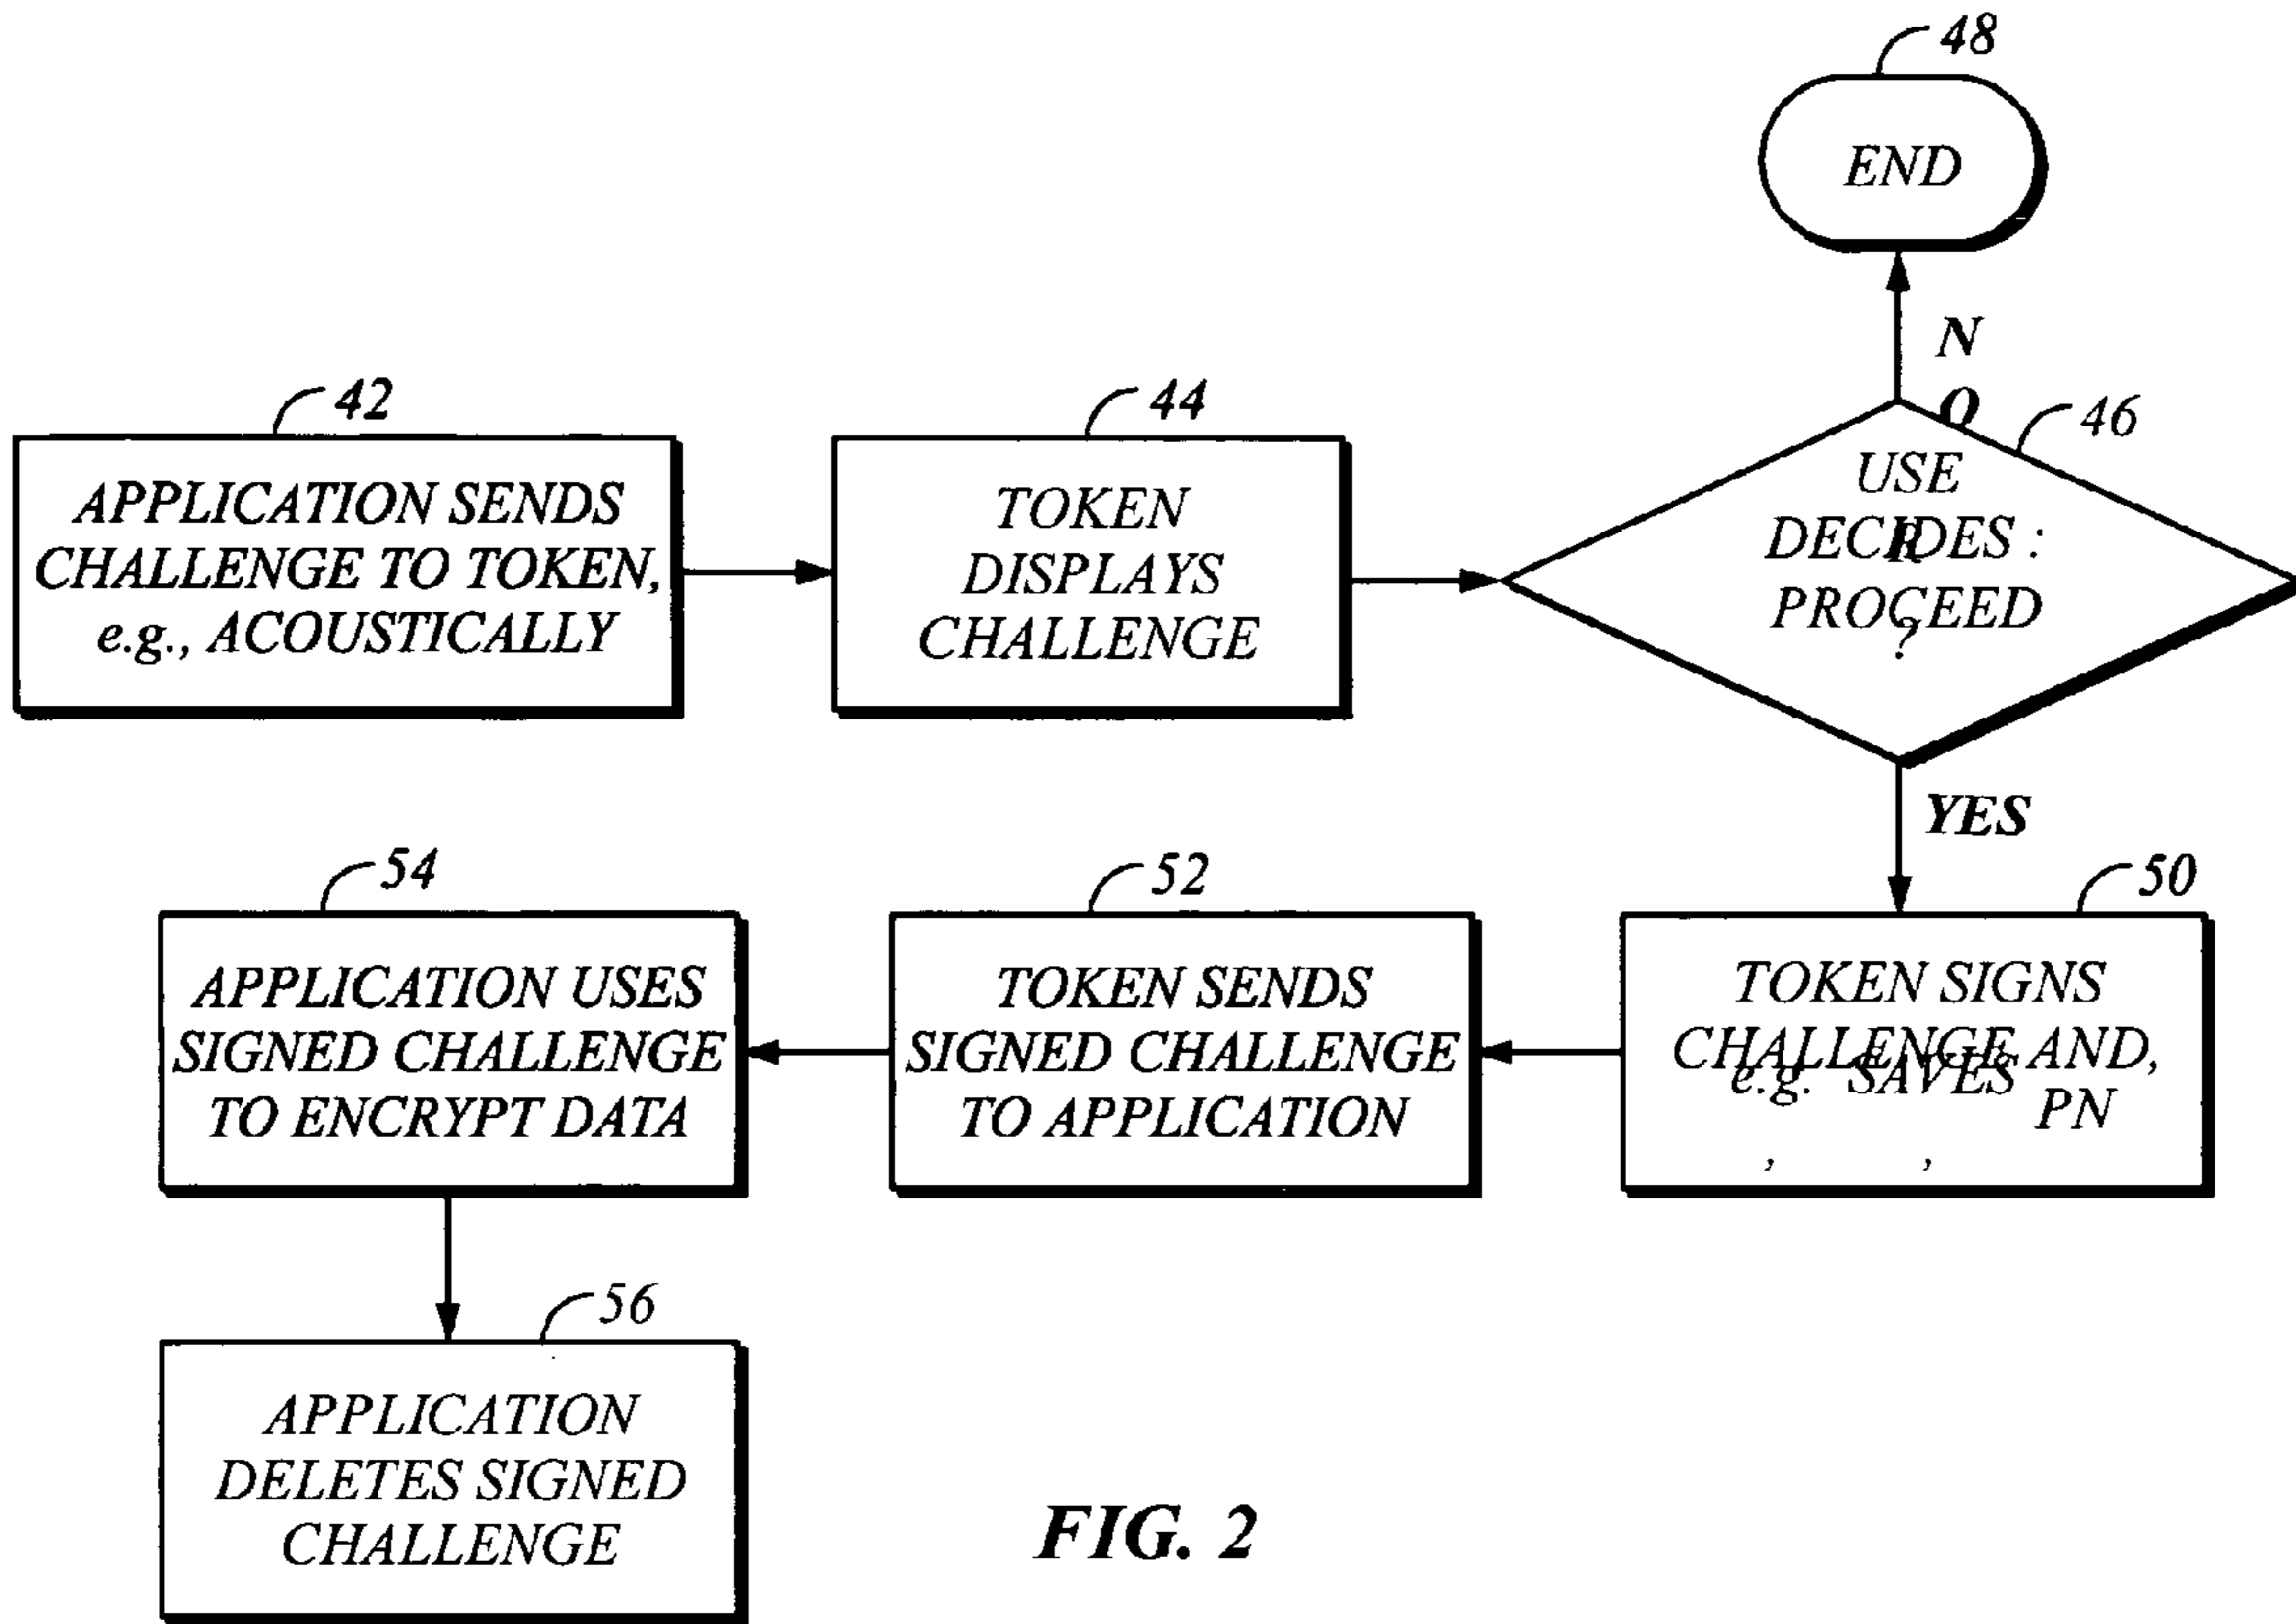 48
END
N
O
42
APPLICATION SENDS
CHALLENGE TO TOKEN,
e.g., ACOUSTICALLY
44
TOKEN
DISPLAYS
CHALLENGE
46
USE
R
DECIDES :
PROCEED
?
YES
50
TOKEN SIGNS
CHALLENGE AND,
e.g. SAVES
PN
, ,
52
TOKEN SENDS
SIGNED CHALLENGE
TO APPLICATION
54
APPLICATION USES
SIGNED CHALLENGE
TO ENCRYPT DATA
56
APPLICATION
DELETES SIGNED
CHALLENGE
FIG. 2